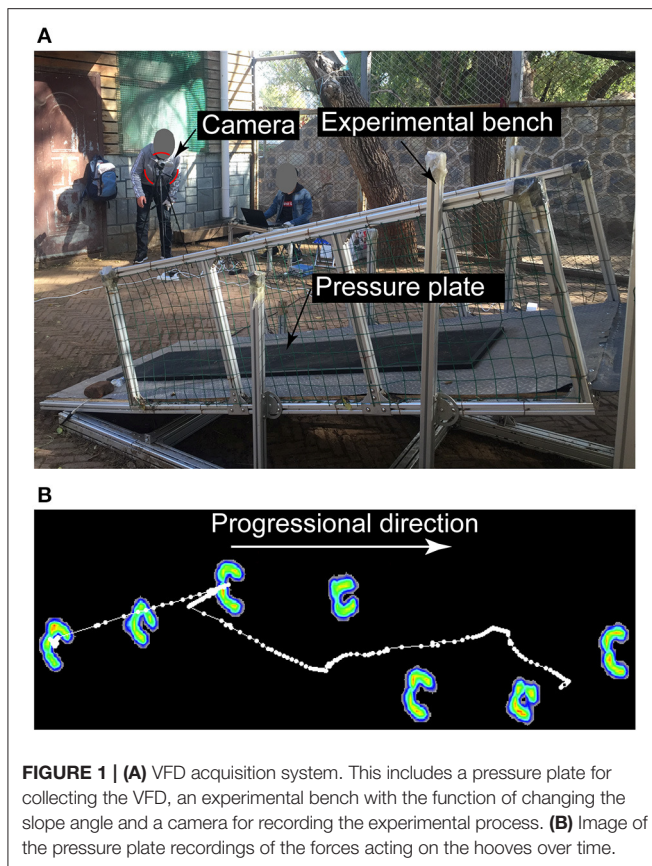 A
Camera
Experimental bench
Pressure plate
B
Progressional direction
FIGURE 1 | (A) VFD acquisition system. This includes a pressure plate for
collecting the VFD, an experimental bench with the function of changing the
slope angle and a camera for recording the experimental process. (B) Image of
the pressure plate recordings of the forces acting on the hooves over time.